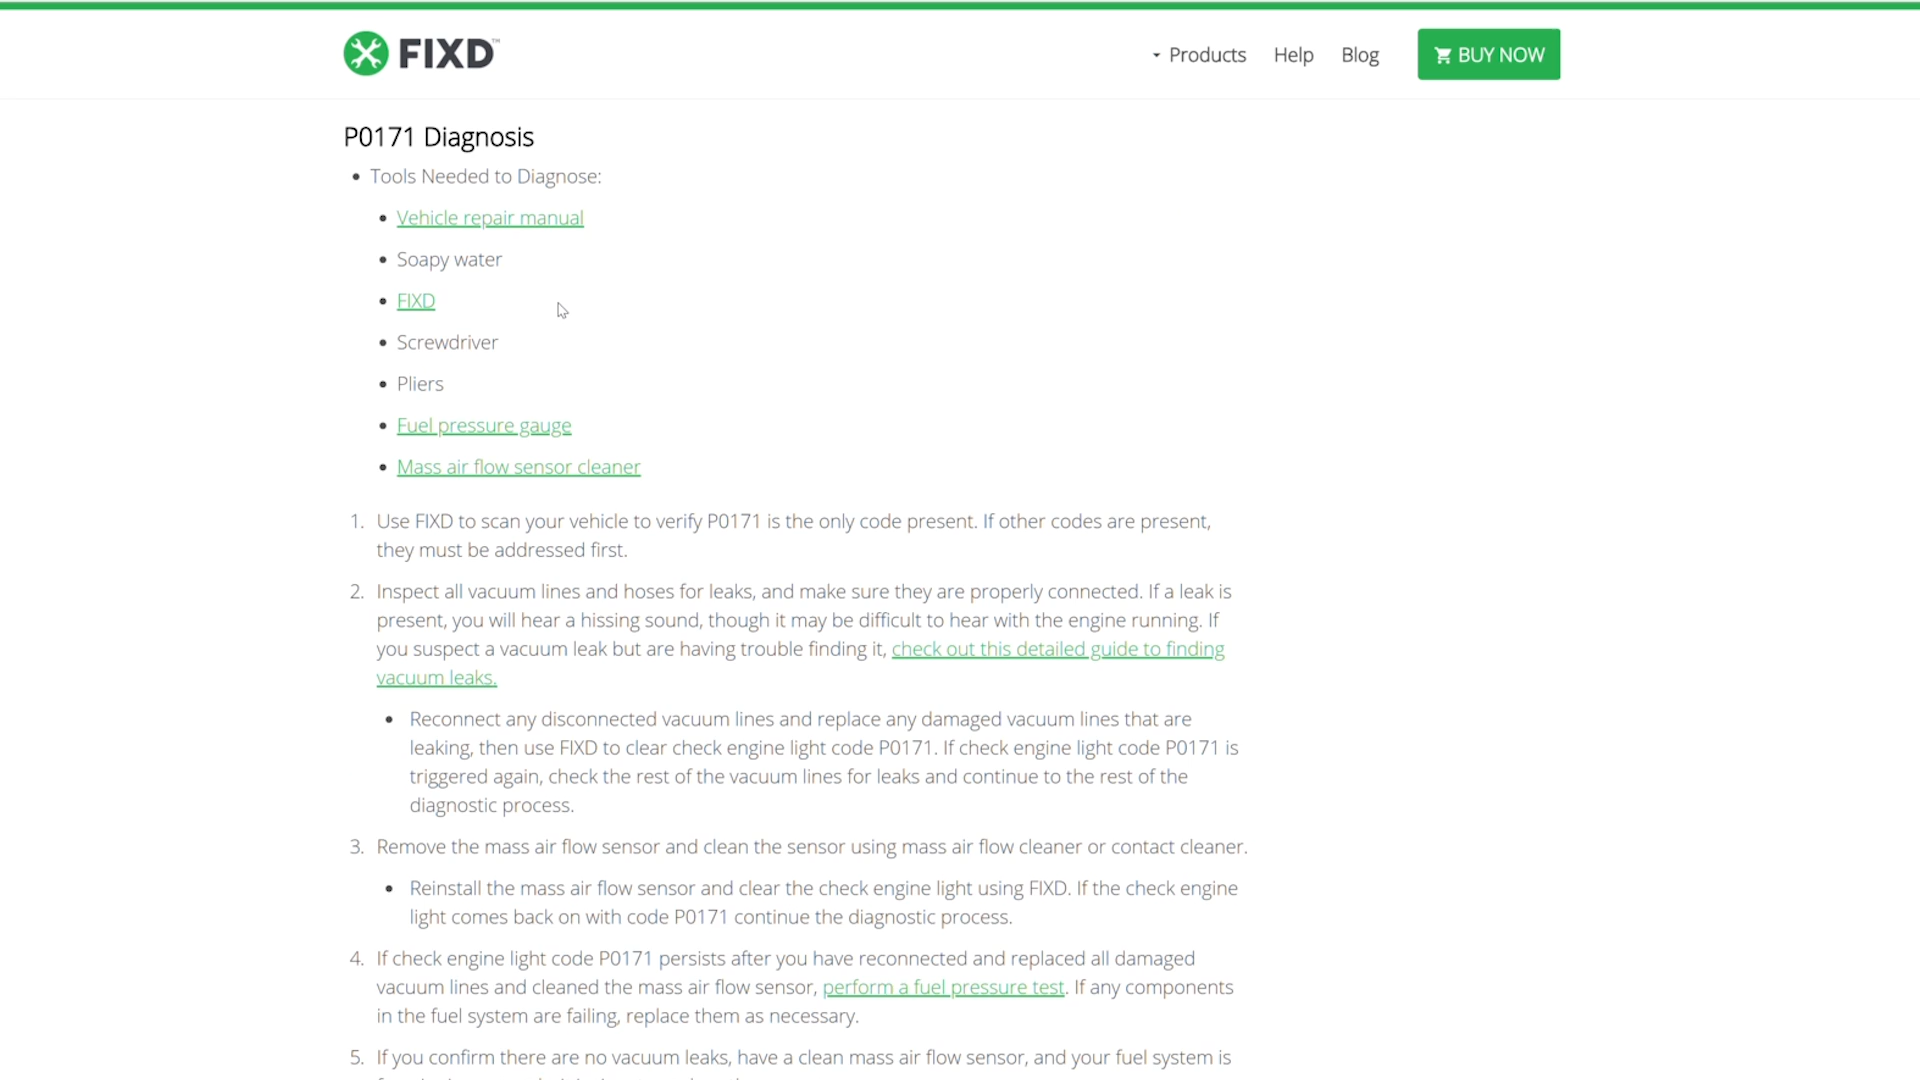 FIXD™
Products Help Blog BUY NOW
P0171 Diagnosis
• Tools Needed to Diagnose:
• Vehicle repair manual
• Soapy water
• FIXD
• Screwdriver
• Pliers
• Fuel pressure gauge
• Mass air flow sensor cleaner
1. Use FIXD to scan your vehicle to verify P0171 is the only code present. If other codes are present,
they must be addressed first.
2. Inspect all vacuum lines and hoses for leaks, and make sure they are properly connected. If a leak is
present, you will hear a hissing sound, though it may be difficult to hear with the engine running. If
you suspect a vacuum leak but are having trouble finding it, check out this detailed guide to finding
vacuum leaks.
• Reconnect any disconnected vacuum lines and replace any damaged vacuum lines that are
leaking, then use FIXD to clear check engine light code P0171. If check engine light code P0171 is
triggered again, check the rest of the vacuum lines for leaks and continue to the rest of the
diagnostic process.
3. Remove the mass air flow sensor and clean the sensor using mass air flow cleaner or contact cleaner.
• Reinstall the mass air flow sensor and clear the check engine light using FIXD. If the check engine
light comes back on with code P0171 continue the diagnostic process.
4. If check engine light code P0171 persists after you have reconnected and replaced all damaged
vacuum lines and cleaned the mass air flow sensor, perform a fuel pressure test. If any components
in the fuel system are failing, replace them as necessary.
5. If you confirm there are no vacuum leaks, have a clean mass air flow sensor, and your fuel system is